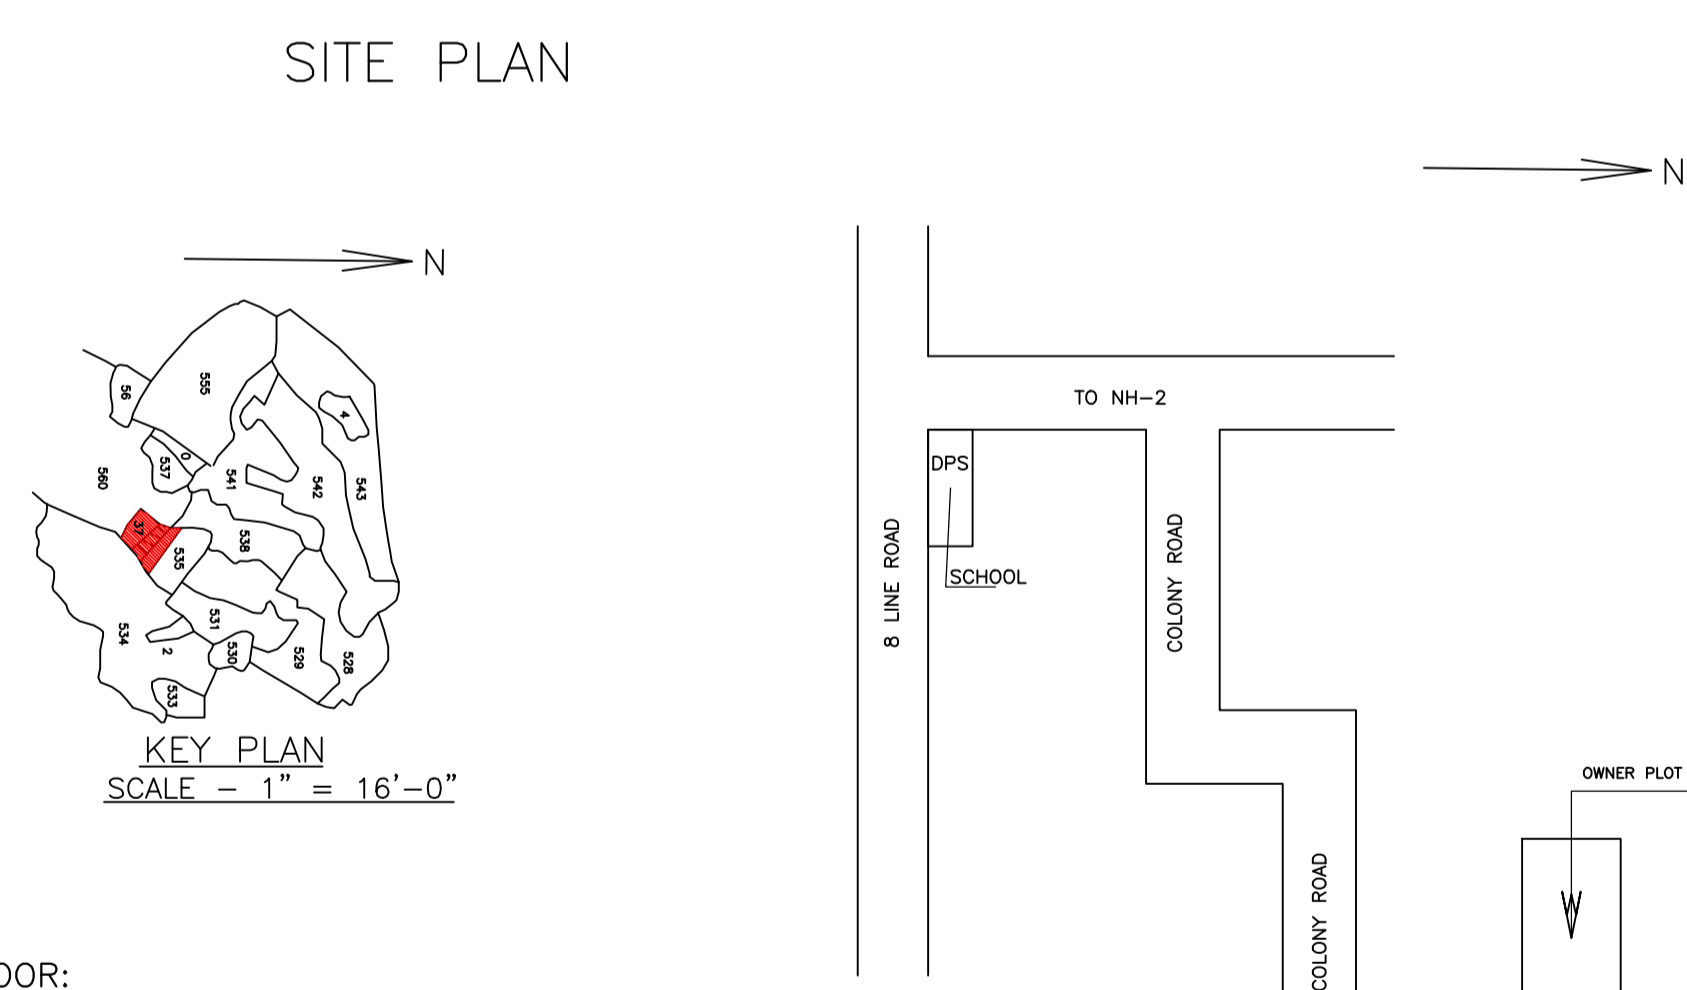 SITE PLAN
N
N
555
56
4
0
537
541
542
543
560
37
538
535
531
534
2
530
529
528
533
KEY PLAN
SCALE – 1” = 16’–0”
TO NH–2
DPS
SCHOOL
8 LINE ROAD
COLONY ROAD
COLONY ROAD
OWNER PLOT
OOR: